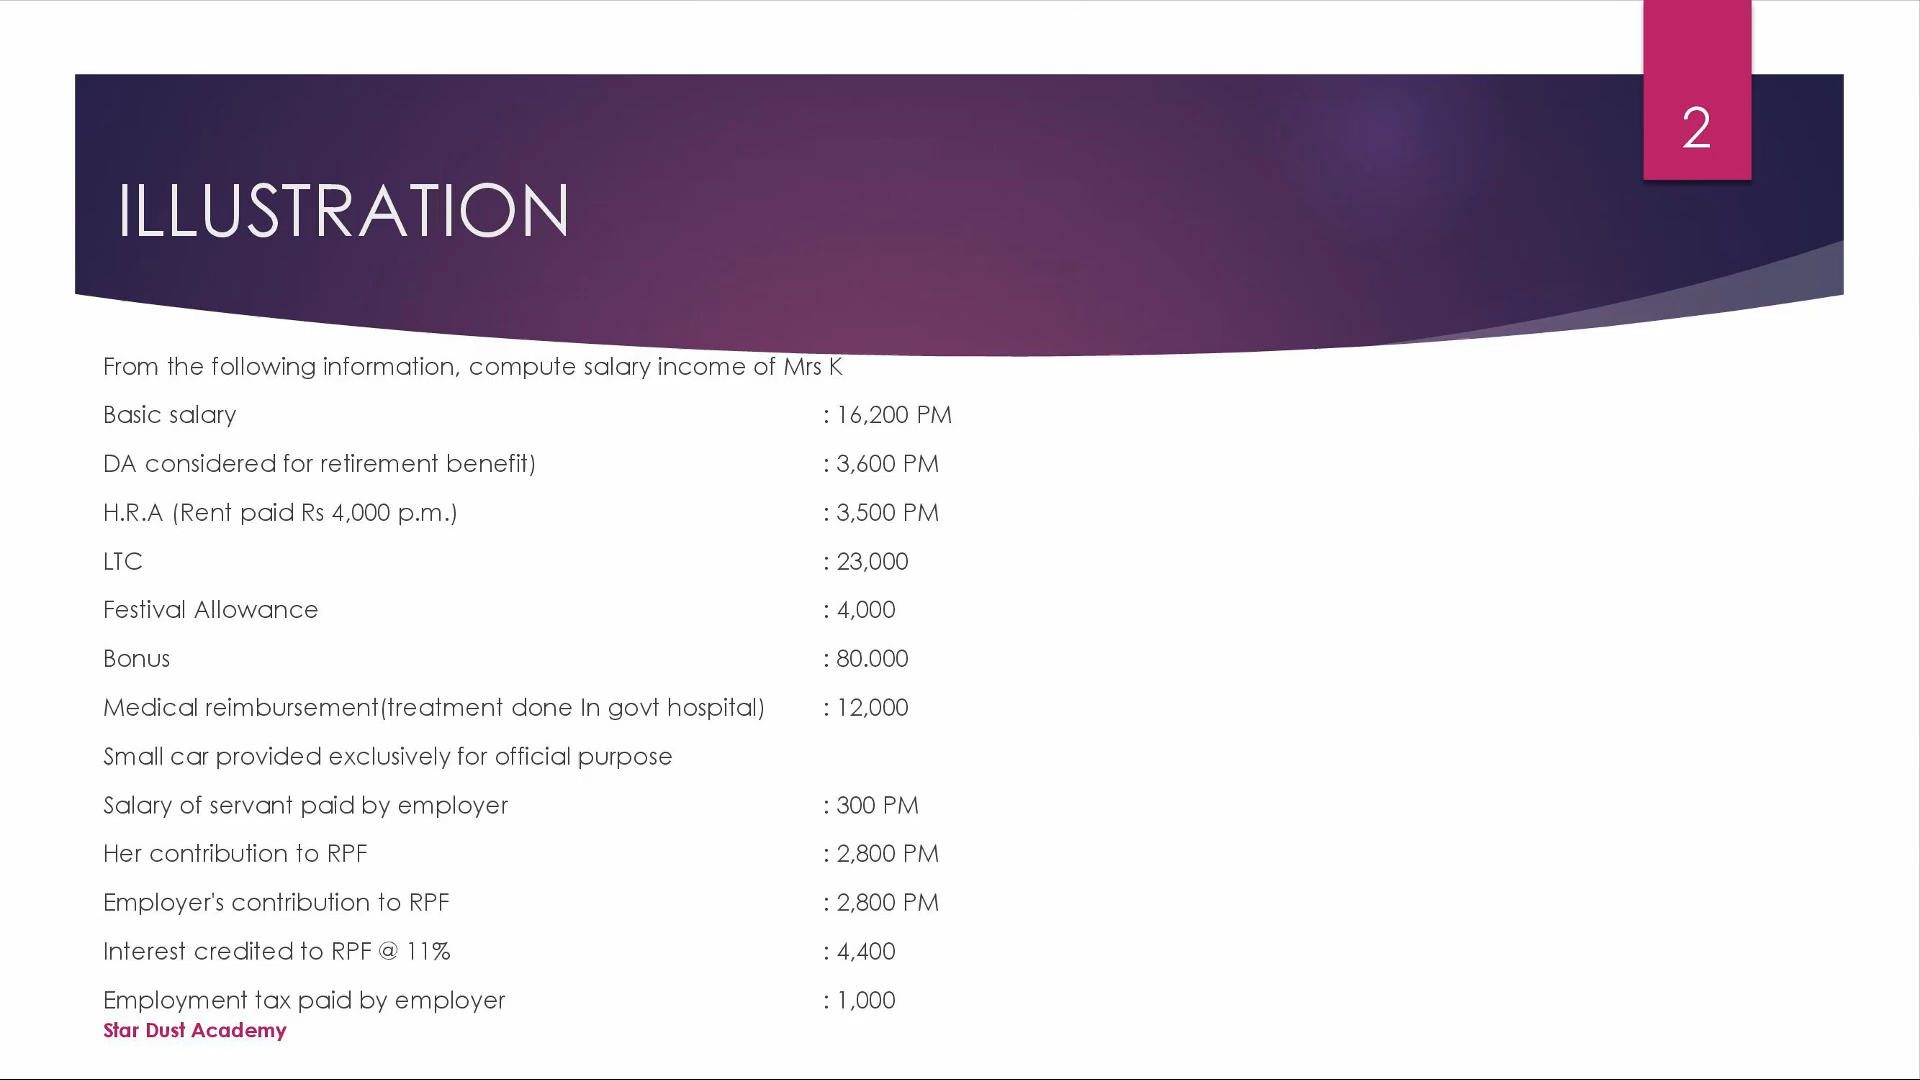 2
ILLUSTRATION
From the following information, compute salary income of Mrs K
Basic salary : 16,200 PM
DA considered for retirement benefit) : 3,600 PM
H.R.A (Rent paid Rs 4,000 p.m.) : 3,500 PM
LTC : 23,000
Festival Allowance : 4,000
Bonus : 80.000
Medical reimbursement(treatment done In govt hospital) : 12,000
Small car provided exclusively for official purpose
Salary of servant paid by employer : 300 PM
Her contribution to RPF : 2,800 PM
Employer's contribution to RPF : 2,800 PM
Interest credited to RPF @ 11% : 4,400
Employment tax paid by employer : 1,000
Star Dust Academy